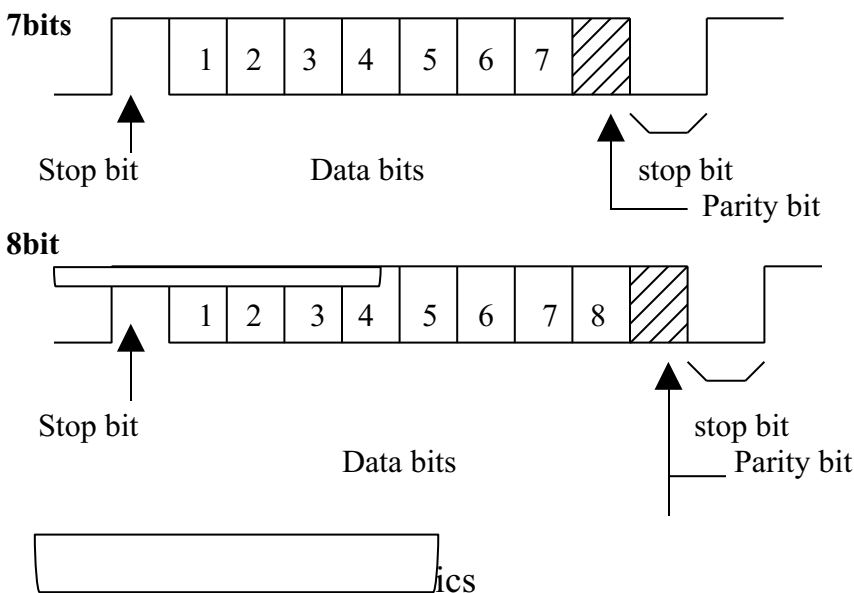 7bits
1 2 3 4 5 6 7
Stop bit Data bits stop bit
Parity bit
8bit
1 2 3 4 5 6 7 8
Stop bit stop bit
Data bits Parity bit
ics